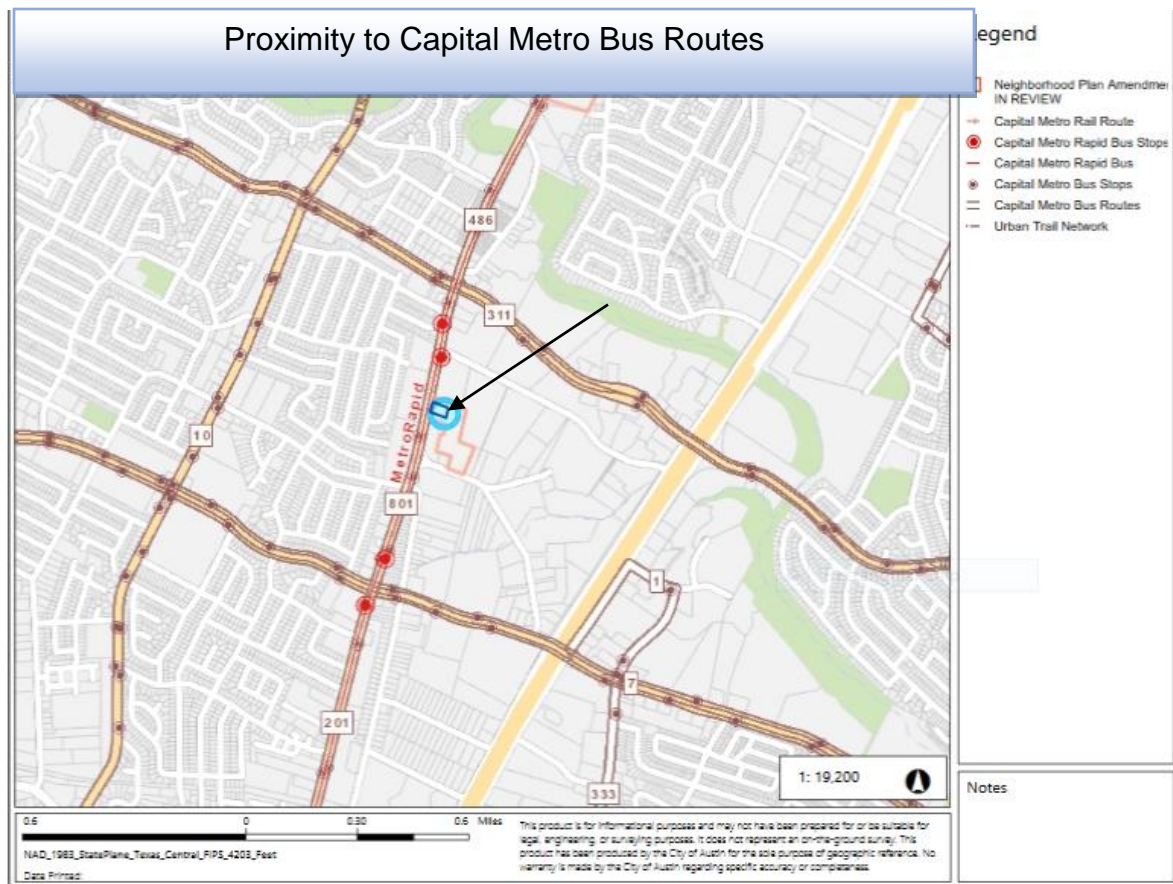 Proximity to Capital Metro Bus Routes
egend
Neighborhood Plan Amendme
IN REVIEW
Capital Metro Rail Route
Capital Metro Rapid Bus Stops
Capital Metro Rapid Bus
Capital Metro Bus Stops
Capital Metro Bus Routes
Urban Trail Network
486
311
MetroRapid
10
801
1
7
201
333
1: 19,200
Notes
0.6 0 0.30 0.6 Miles
NAD_1983_StatePlane_Texas_Central_FIPS_4203_Feet
Date Printed:
This product is for informational purposes and may not have been prepared for or be suitable for
legal, engineering, or surveying purposes. It does not represent an on-the-ground survey. This
product has been produced by the City of Austin for the sole purpose of geographic reference. No
warranty is made by the City of Austin regarding specific accuracy or completeness.